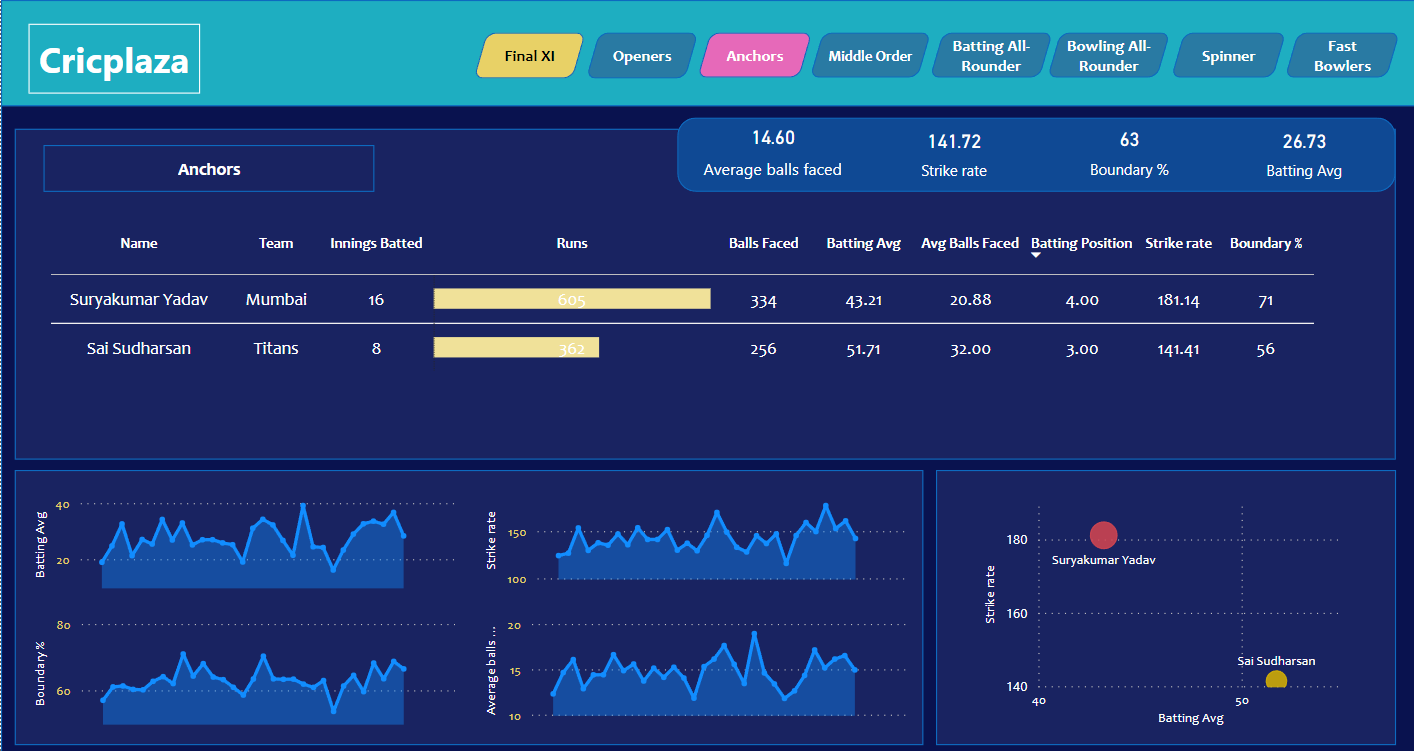 Cricplaza
Final XI
Openers
Anchors
Middle Order
Batting All-
Rounder
Bowling All-
Rounder
Spinner
Fast
Bowlers
Anchors
14.60
Average balls faced
141.72
Strike rate
63
Boundary %
26.73
Batting Avg
Name Team Innings Batted Runs Balls Faced Batting Avg Avg Balls Faced Batting Position Strike rate Boundary %
Suryakumar Yadav Mumbai 16 605 334 43.21 20.88 4.00 181.14 71
Sai Sudharsan Titans 8 362 256 51.71 32.00 3.00 141.41 56
Batting Avg
40
20
Strike rate
150
100
Boundary %
80
60
Average balls ...
20
15
10
Strike rate
180
160
140
Suryakumar Yadav
Sai Sudharsan
40 50
Batting Avg